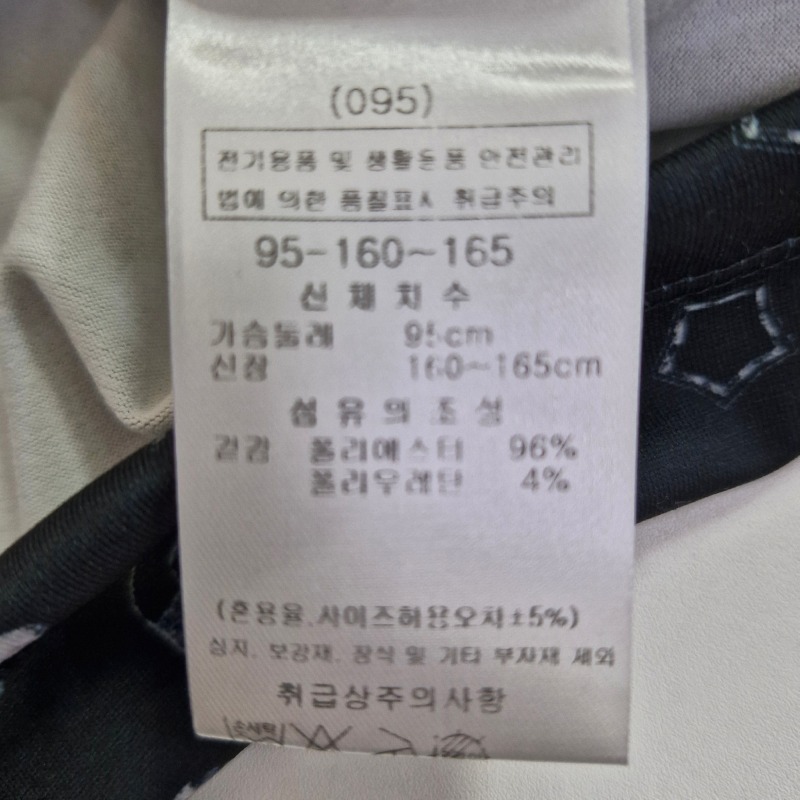 (095)
전기용품 및 생활용품 안전관리
법에 의한 품질표시 취급주의
95-160~165
신체치수
가슴둘레 95cm
신장 160~165cm
섬유의 조성
겉감 폴리에스터 96%
폴리우레탄 4%
(혼용율,사이즈허용오차±5%)
심지, 보강재, 장식 및 기타 부자재 제외
취급상주의사항
손세탁